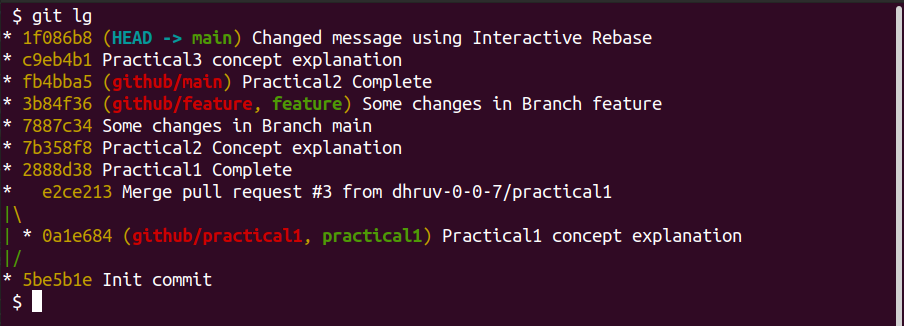 $ git lg
* 1f086b8 (HEAD -> main) Changed message using Interactive Rebase
* c9eb4b1 Practical3 concept explanation
* fb4bba5 (github/main) Practical2 Complete
* 3b84f36 (github/feature, feature) Some changes in Branch feature
* 7887c34 Some changes in Branch main
* 7b358f8 Practical2 Concept explanation
* 2888d38 Practical1 Complete
*   e2ce213 Merge pull request #3 from dhruv-0-0-7/practical1
|\
| * 0a1e684 (github/practical1, practical1) Practical1 concept explanation
|/
* 5be5b1e Init commit
$